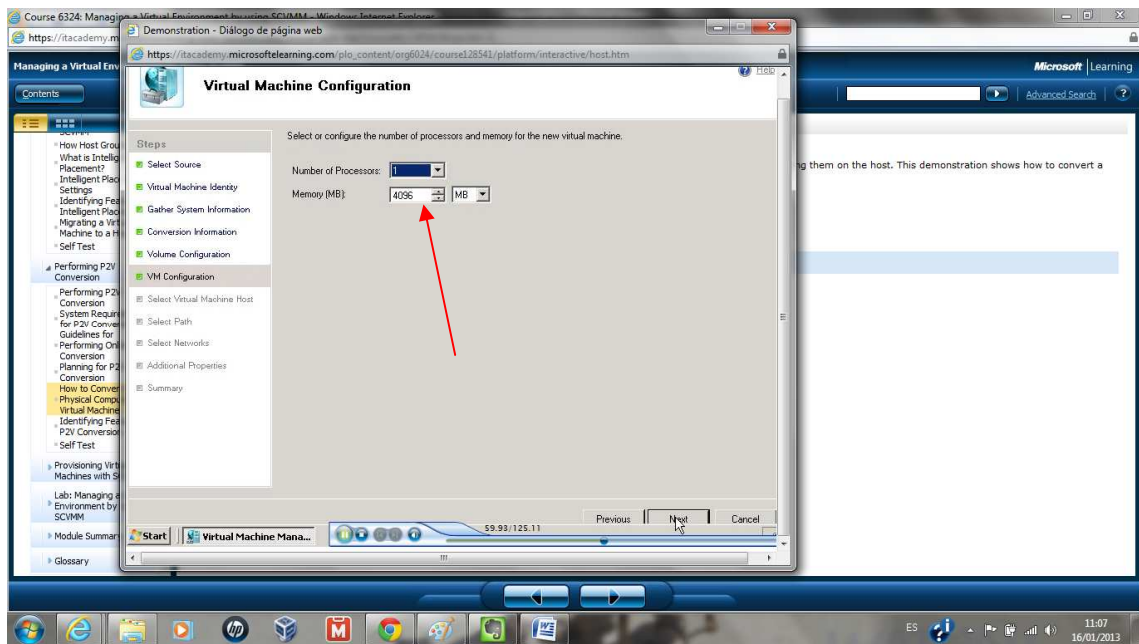 Course 6324: Managing a Virtual Environment by using SCVMM - Windows Internet Explorer
https://itacademy.m
Demonstration - Diálogo de página web
https://itacademy.microsoftelearning.com/plo_content/org6024/course128541/platform/interactive/host.htm
Managing a Virtual Env
Microsoft Learning
Contents
Advanced Search
?
SCVMM
How Host Grou
What is Intellig
Placement?
Intelligent Plac
Settings
Identifying Fea
Intelligent Plac
Migrating a Virt
Machine to a H
Self Test
Performing P2V
Conversion
Performing P2V
Conversion
System Require
for P2V Conver
Guidelines for
Performing Onl
Conversion
Planning for P2
Conversion
How to Conver
Physical Compu
Virtual Machine
Identifying Fea
P2V Conversion
Self Test
Provisioning Virtu
Machines with S
Lab: Managing a
Environment by
SCVMM
Module Summar
Glossary
Virtual Machine Configuration
Help
Steps
Select Source
Virtual Machine Identity
Gather System Information
Conversion Information
Volume Configuration
VM Configuration
Select Virtual Machine Host
Select Path
Select Networks
Additional Properties
Summary
Select or configure the number of processors and memory for the new virtual machine.
Number of Processors: 1
Memory (MB): 4096 MB
Previous Next Cancel
Start Virtual Machine Mana...
59.93/125.11
ng them on the host. This demonstration shows how to convert a
ES
11:07
16/01/2013